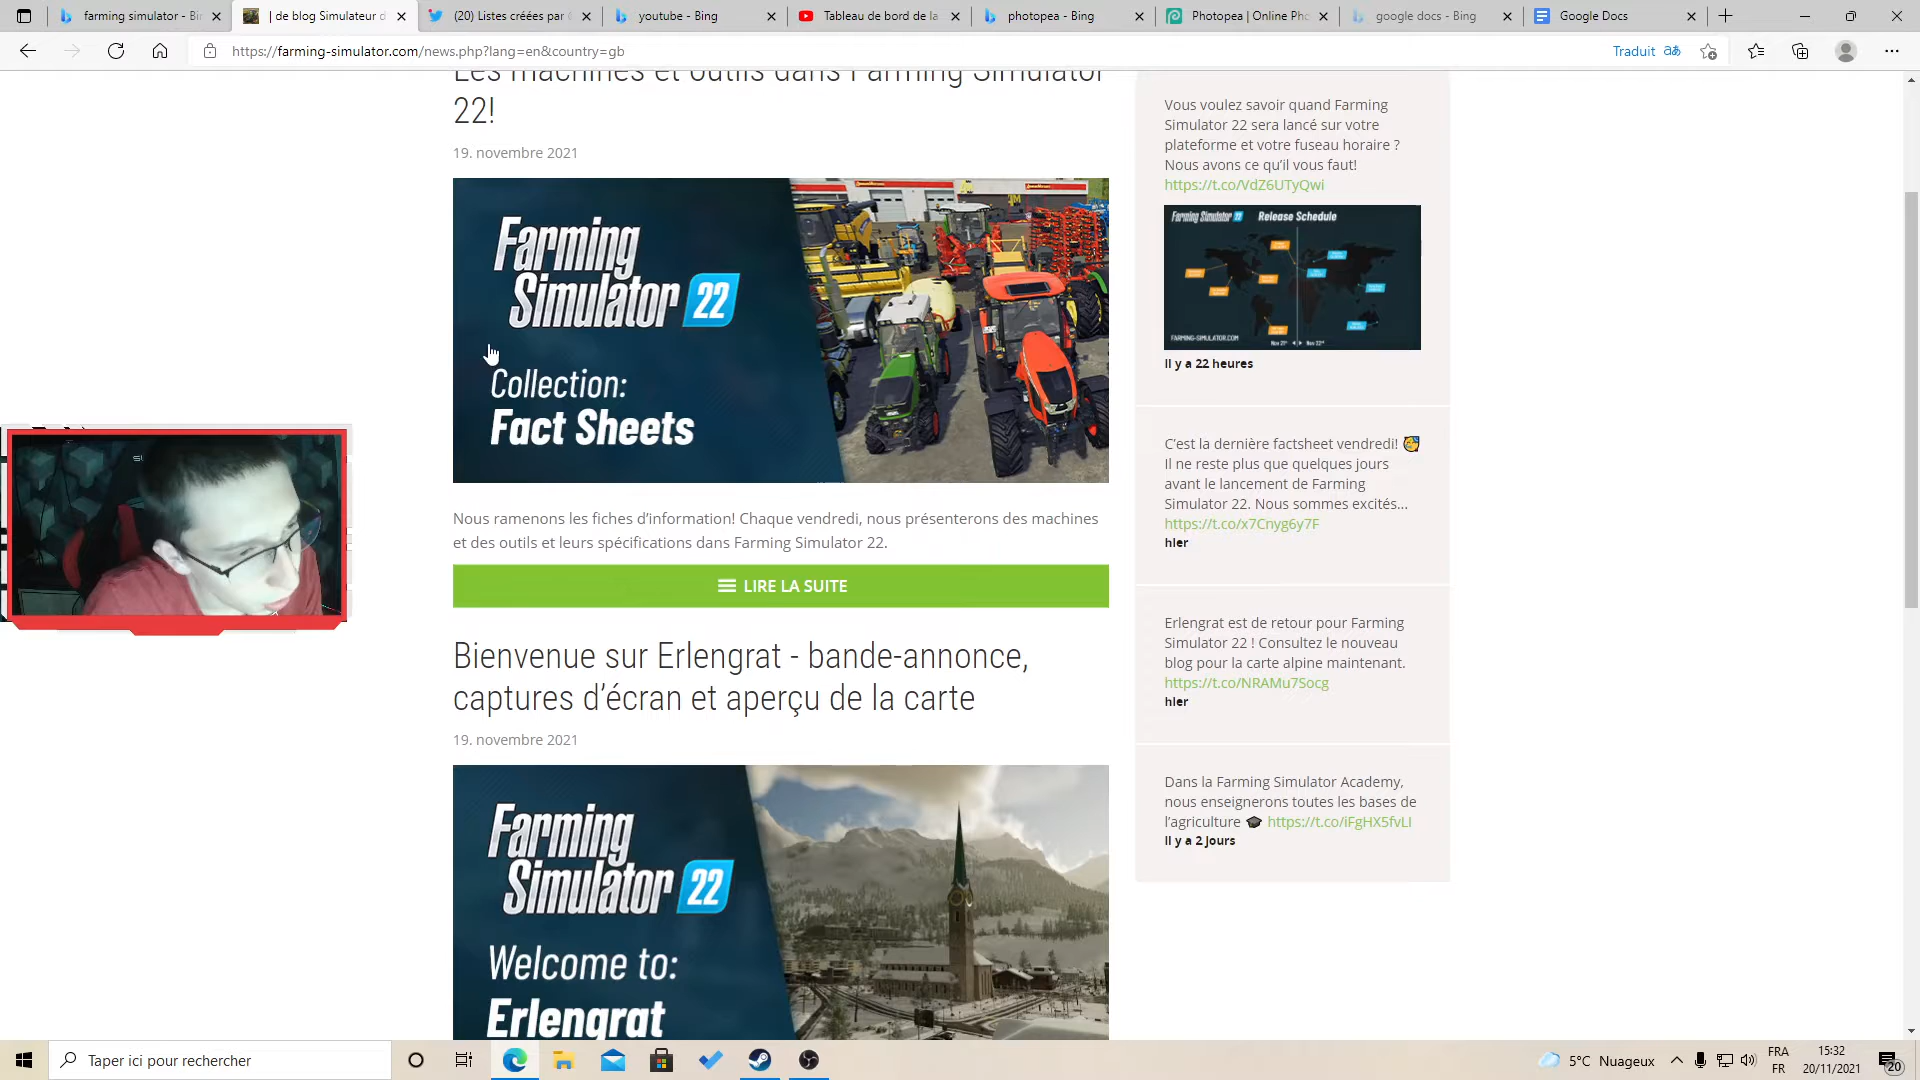 farming simulator - Bi
| de blog Simulateur d
(20) Listes créées par
youtube - Bing
Tableau de bord de la
photopea - Bing
Photopea | Online Pho
google docs - Bing
Google Docs
https://farming-simulator.com/news.php?lang=en&country=gb
Traduit
Les machines et outils dans Farming Simulator
22!
19. novembre 2021
Farming
Simulator 22
Collection:
Fact Sheets
Nous ramenons les fiches d’information! Chaque vendredi, nous présenterons des machines
et des outils et leurs spécifications dans Farming Simulator 22.
LIRE LA SUITE
Bienvenue sur Erlengrat - bande-annonce,
captures d’écran et aperçu de la carte
19. novembre 2021
Farming
Simulator 22
Welcome to:
Erlengrat
Vous voulez savoir quand Farming
Simulator 22 sera lancé sur votre
plateforme et votre fuseau horaire ?
Nous avons ce qu’il vous faut!
https://t.co/VdZ6UTyQwi
Farming Simulator 22 Release Schedule
FARMING-SIMULATOR.COM
Il y a 22 heures
C’est la dernière factsheet vendredi! 🥳
Il ne reste plus que quelques jours
avant le lancement de Farming
Simulator 22. Nous sommes excités...
https://t.co/x7Cnyg6y7F
hier
Erlengrat est de retour pour Farming
Simulator 22 ! Consultez le nouveau
blog pour la carte alpine maintenant.
https://t.co/NRAMu7Socg
hier
Dans la Farming Simulator Academy,
nous enseignerons toutes les bases de
l’agriculture 🎓 https://t.co/iFgHX5fvLI
Il y a 2 jours
Taper ici pour rechercher
5°C Nuageux
FRA
FR
15:32
20/11/2021
20